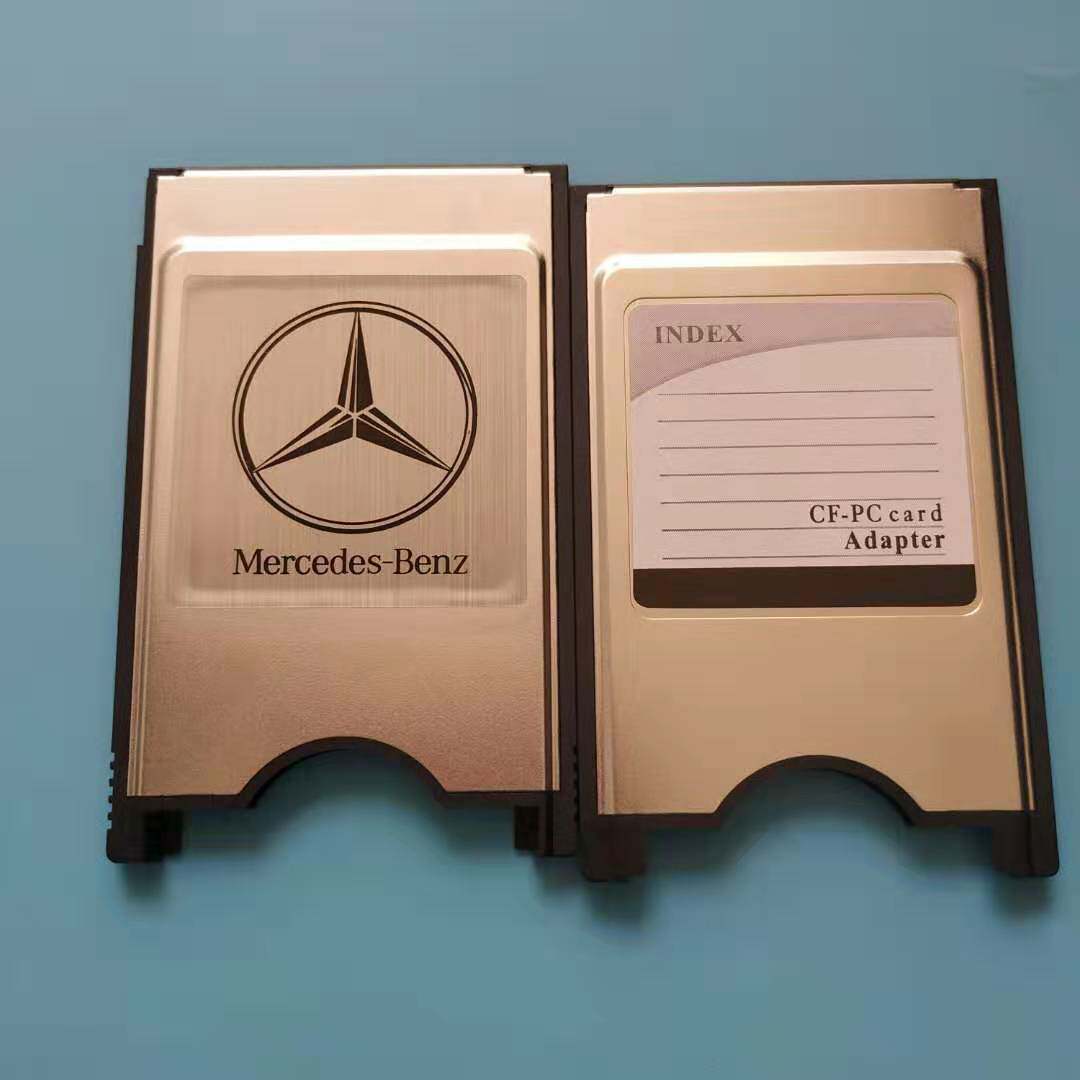 Mercedes-Benz
INDEX
CF-PC card
Adapter